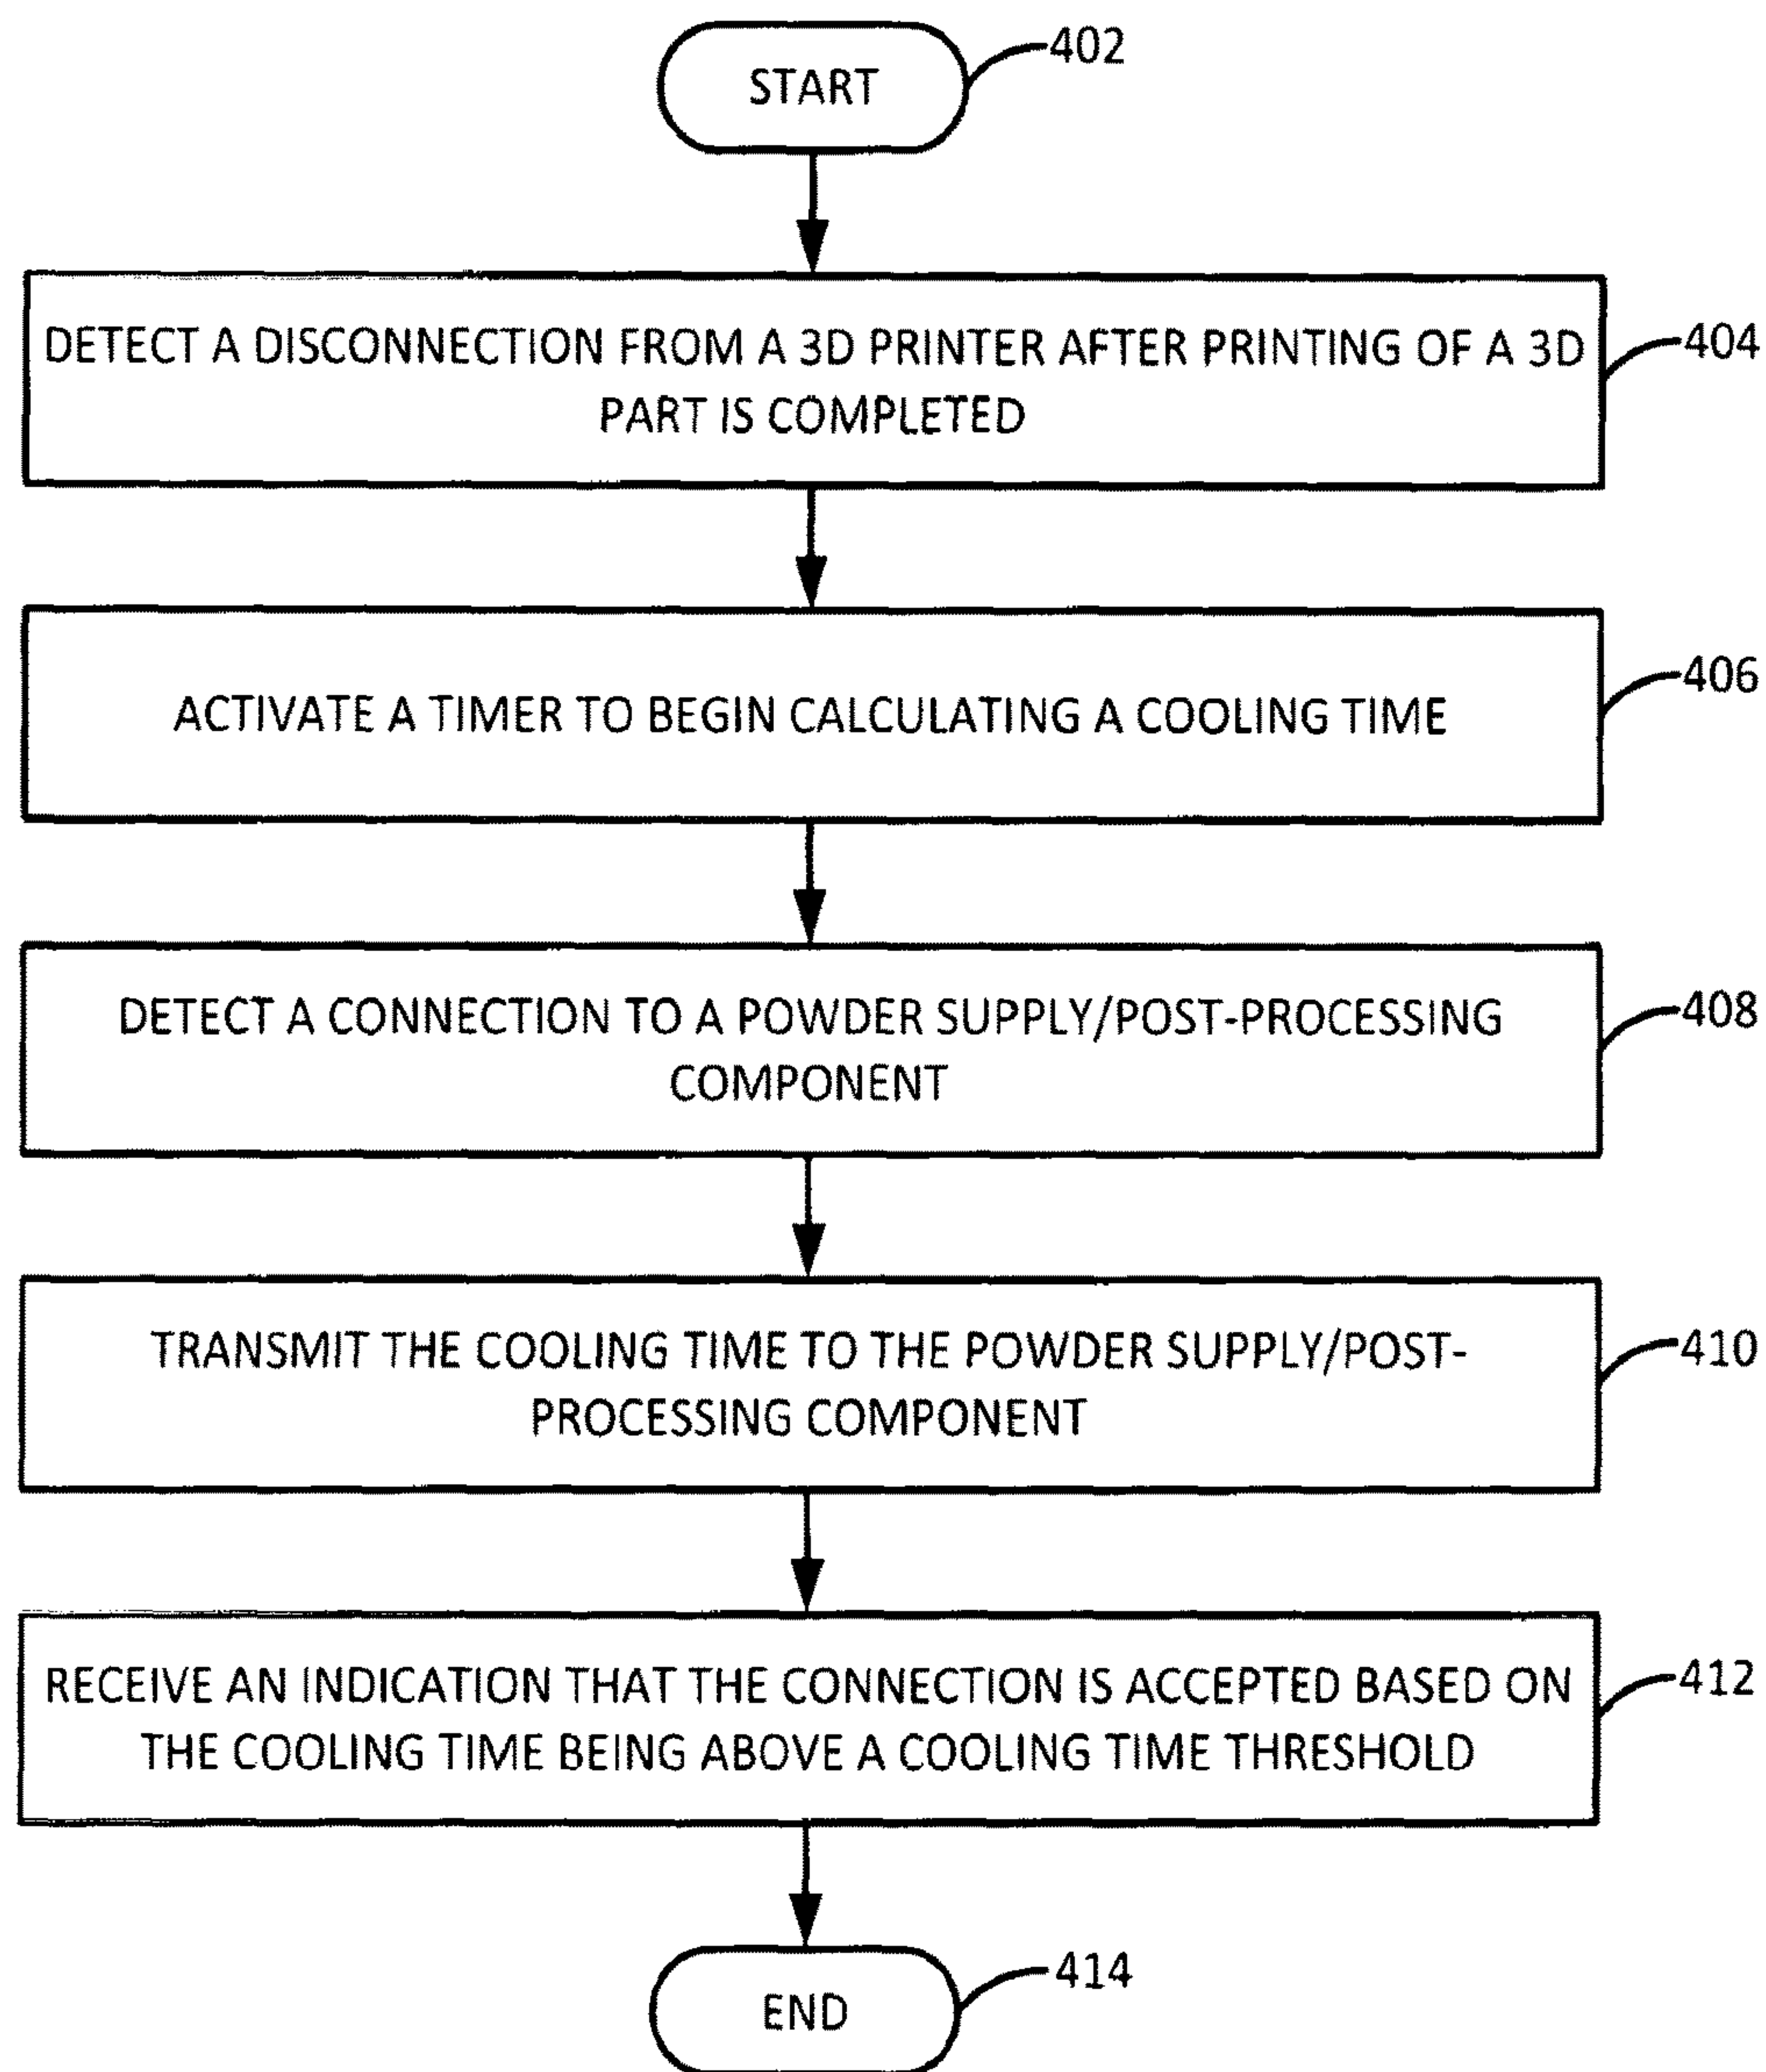 START
402
DETECT A DISCONNECTION FROM A 3D PRINTER AFTER PRINTING OF A 3D
PART IS COMPLETED
404
ACTIVATE A TIMER TO BEGIN CALCULATING A COOLING TIME
406
DETECT A CONNECTION TO A POWDER SUPPLY/POST-PROCESSING
COMPONENT
408
TRANSMIT THE COOLING TIME TO THE POWDER SUPPLY/POST-
PROCESSING COMPONENT
410
RECEIVE AN INDICATION THAT THE CONNECTION IS ACCEPTED BASED ON
THE COOLING TIME BEING ABOVE A COOLING TIME THRESHOLD
412
END
414